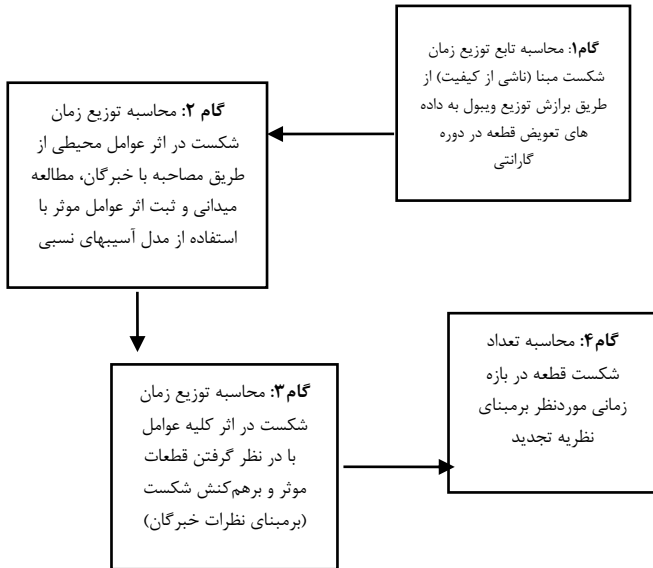 گام۱: محاسبه تابع توزیع زمان
شکست مبنا (ناشی از کیفیت) از
طریق برازش توزیع ویبول به داده
های تعویض قطعه در دوره
گارانتی
گام ۲: محاسبه توزیع زمان
شکست در اثر عوامل محیطی از
طریق مصاحبه با خبرگان، مطالعه
میدانی و ثبت اثر عوامل موثر با
استفاده از مدل آسیبهای نسبی
گام۳: محاسبه توزیع زمان
شکست در اثر کلیه عوامل
با در نظر گرفتن قطعات
موثر و برهم‌کنش شکست
(برمبنای نظرات خبرگان)
گام۴: محاسبه تعداد
شکست قطعه در بازه
زمانی موردنظر برمبنای
نظریه تجدید